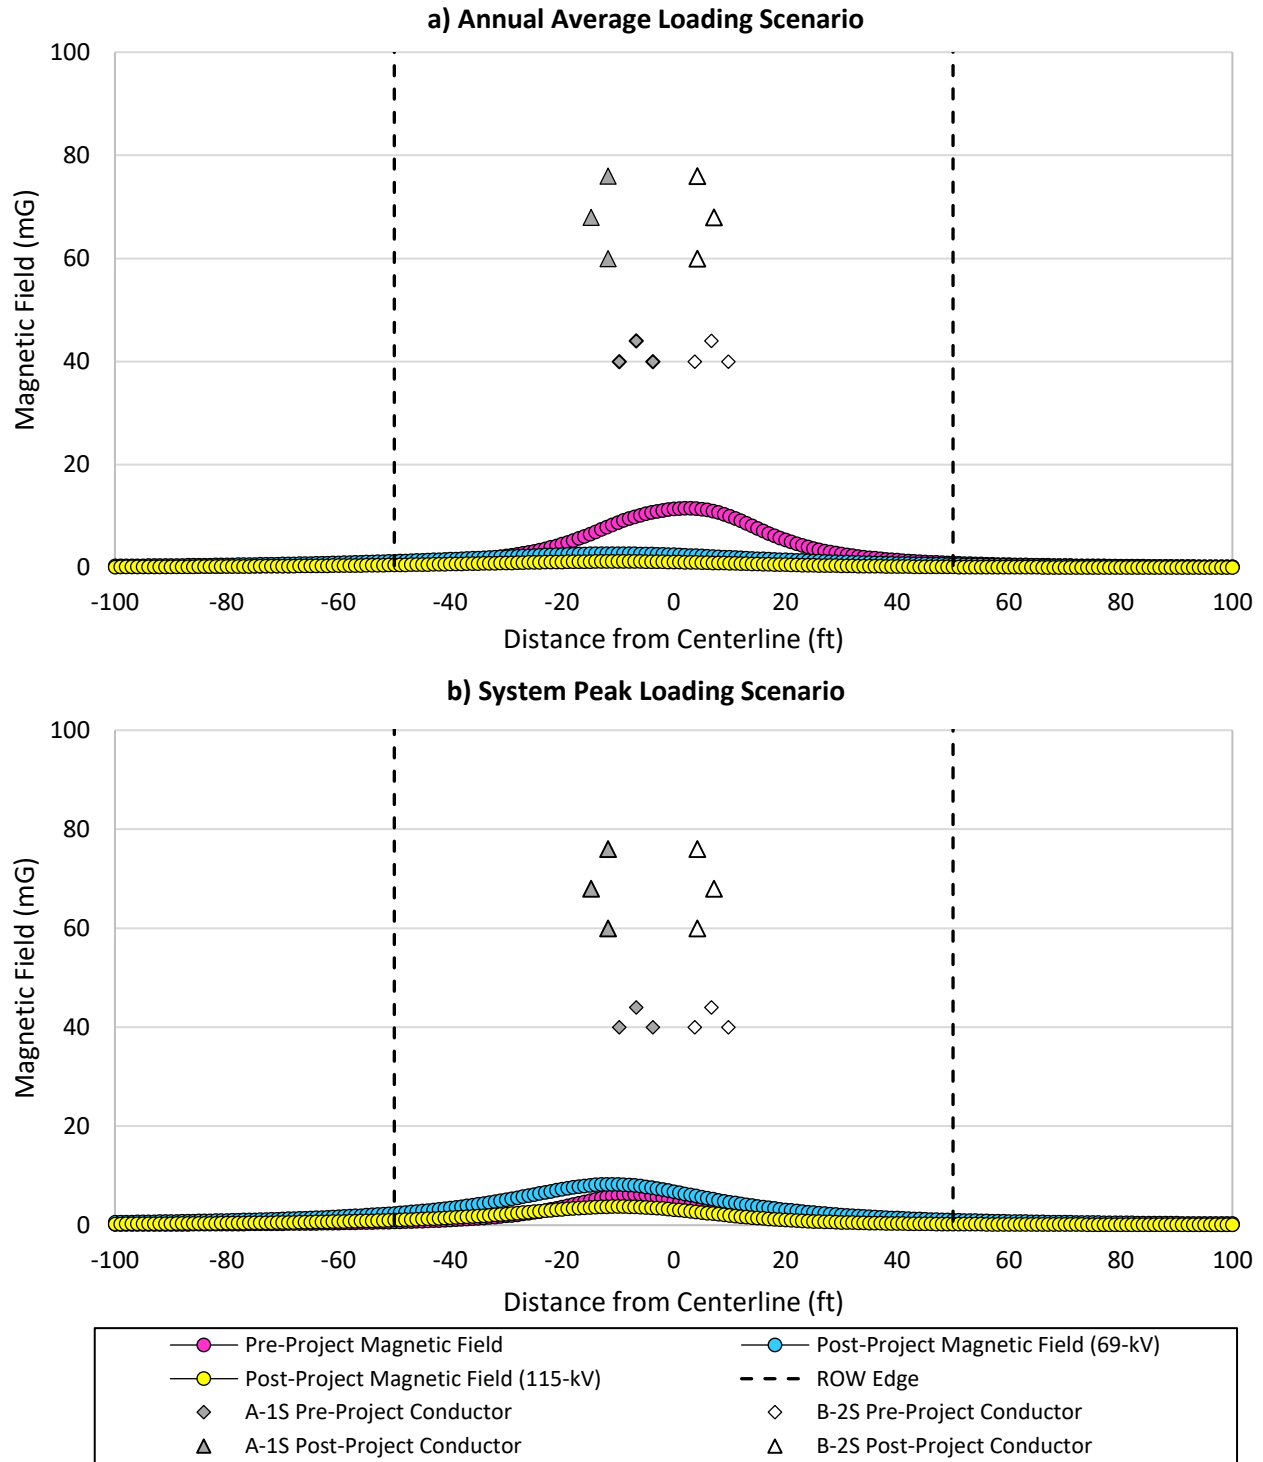 a) Annual Average Loading Scenario
100
80
60
40
20
0
Magnetic Field (mG)
-100 -80 -60 -40 -20 0 20 40 60 80 100
Distance from Centerline (ft)
b) System Peak Loading Scenario
100
80
60
40
20
0
Magnetic Field (mG)
-100 -80 -60 -40 -20 0 20 40 60 80 100
Distance from Centerline (ft)
Pre-Project Magnetic Field Post-Project Magnetic Field (69-kV)
Post-Project Magnetic Field (115-kV) ROW Edge
A-1S Pre-Project Conductor B-2S Pre-Project Conductor
A-1S Post-Project Conductor B-2S Post-Project Conductor